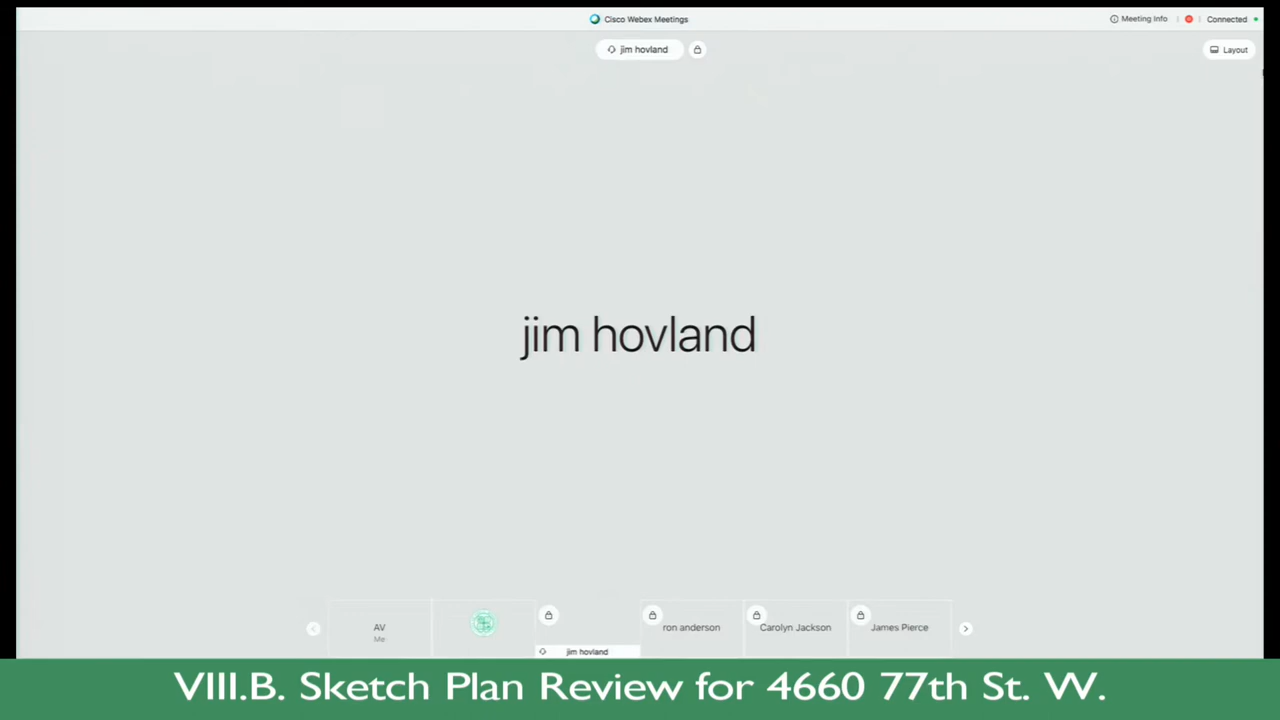 Cisco Webex Meetings
Meeting Info
Connected
jim hovland
Layout
jim hovland
AV
Me
jim hovland
ron anderson
Carolyn Jackson
James Pierce
VIII.B. Sketch Plan Review for 4660 77th St. W.